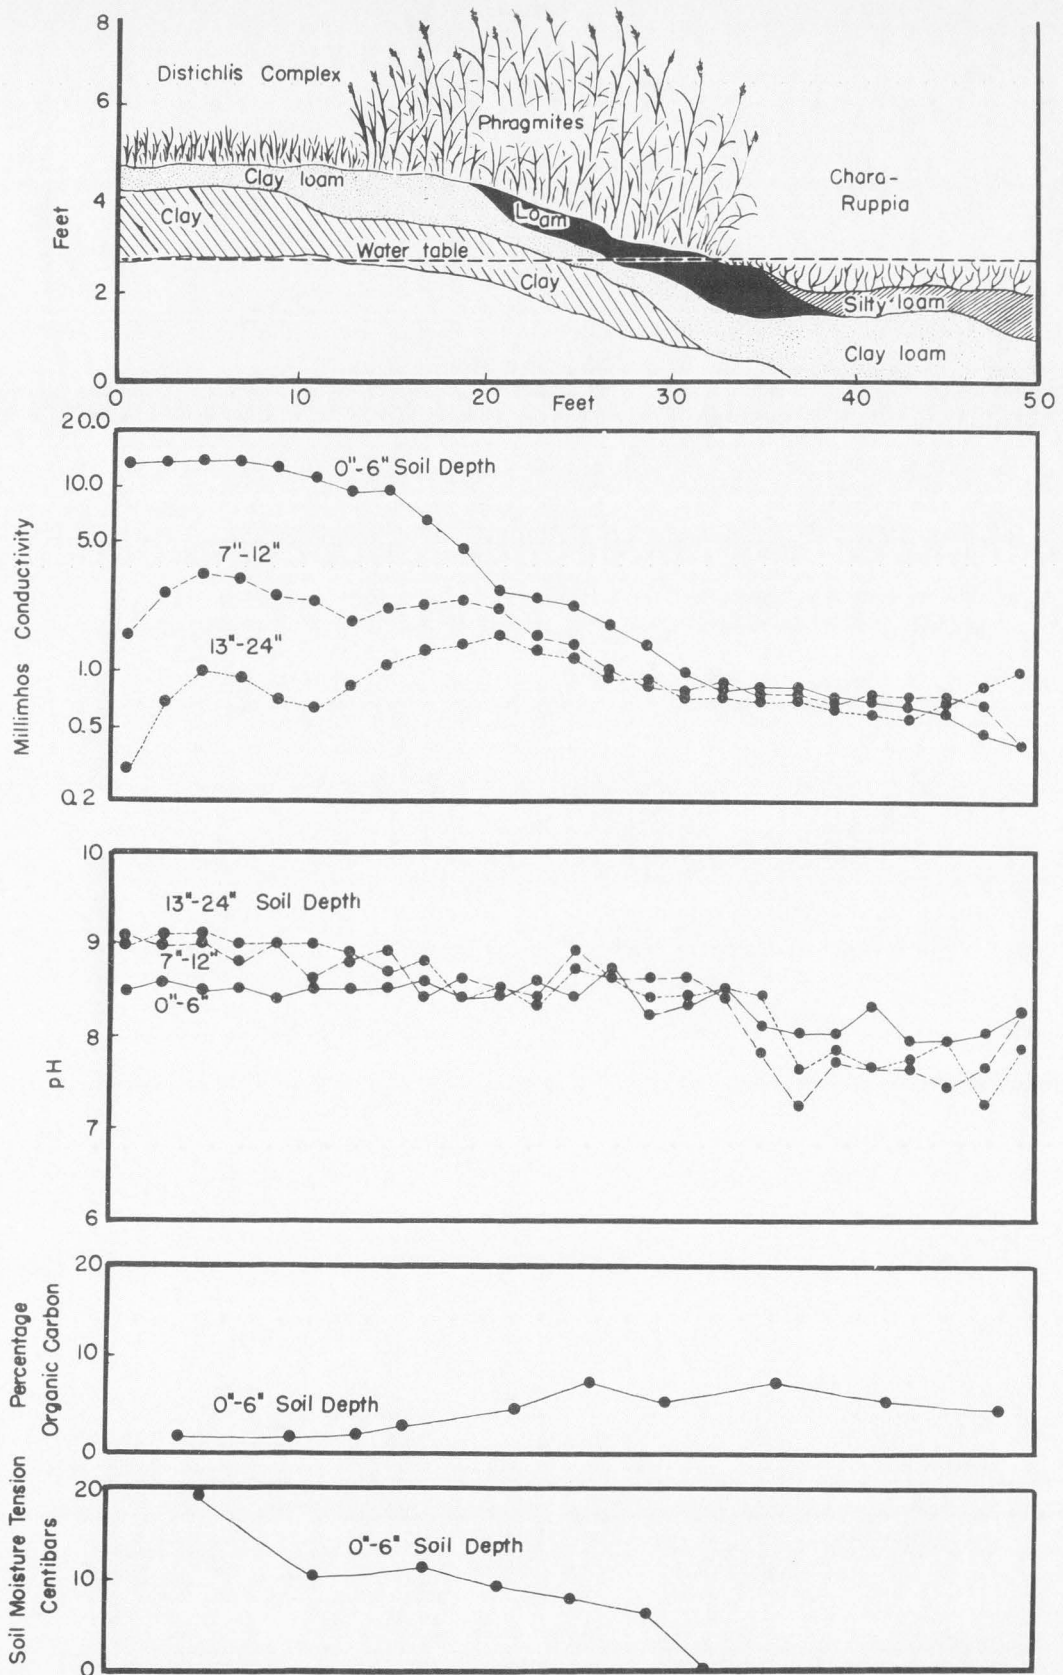 8
Distichlis Complex
6
Phragmites
Clay loam
Chara-
Ruppia
4
Loam
Clay
Feet
Water table
Clay
2
Silty loam
Clay loam
0
0 10 20 30 40 50
Feet
20.0
0"-6" Soil Depth
10.0
5.0
7"-12"
Millimhos Conductivity
13"-24"
1.0
0.5
0.2
10
13"-24" Soil Depth
9
7"-12"
0"-6"
8
pH
7
6
20
Percentage
Organic Carbon
10
0"-6" Soil Depth
0
20
Soil Moisture Tension
Centibars
0"-6" Soil Depth
10
0